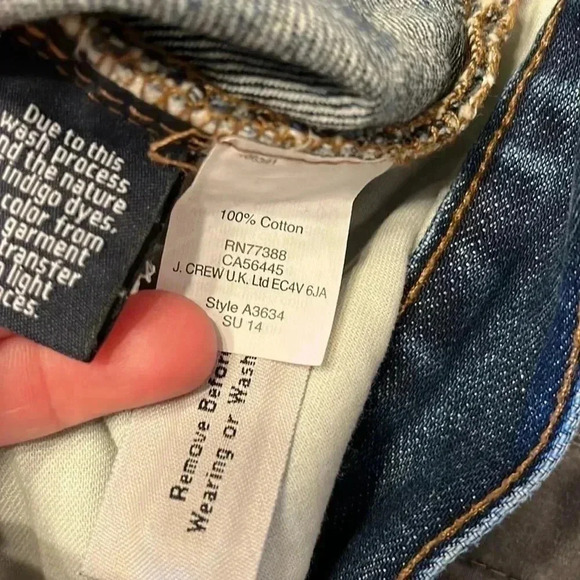 Due to this
wash process
nd the nature
indigo dyes,
color from
garment
transfer
light
ces.
100% Cotton
RN77388
CA56445
J. CREW U.K. Ltd EC4V 6JA
Style A3634
SU 14
Remove Before
Wearing or Wash